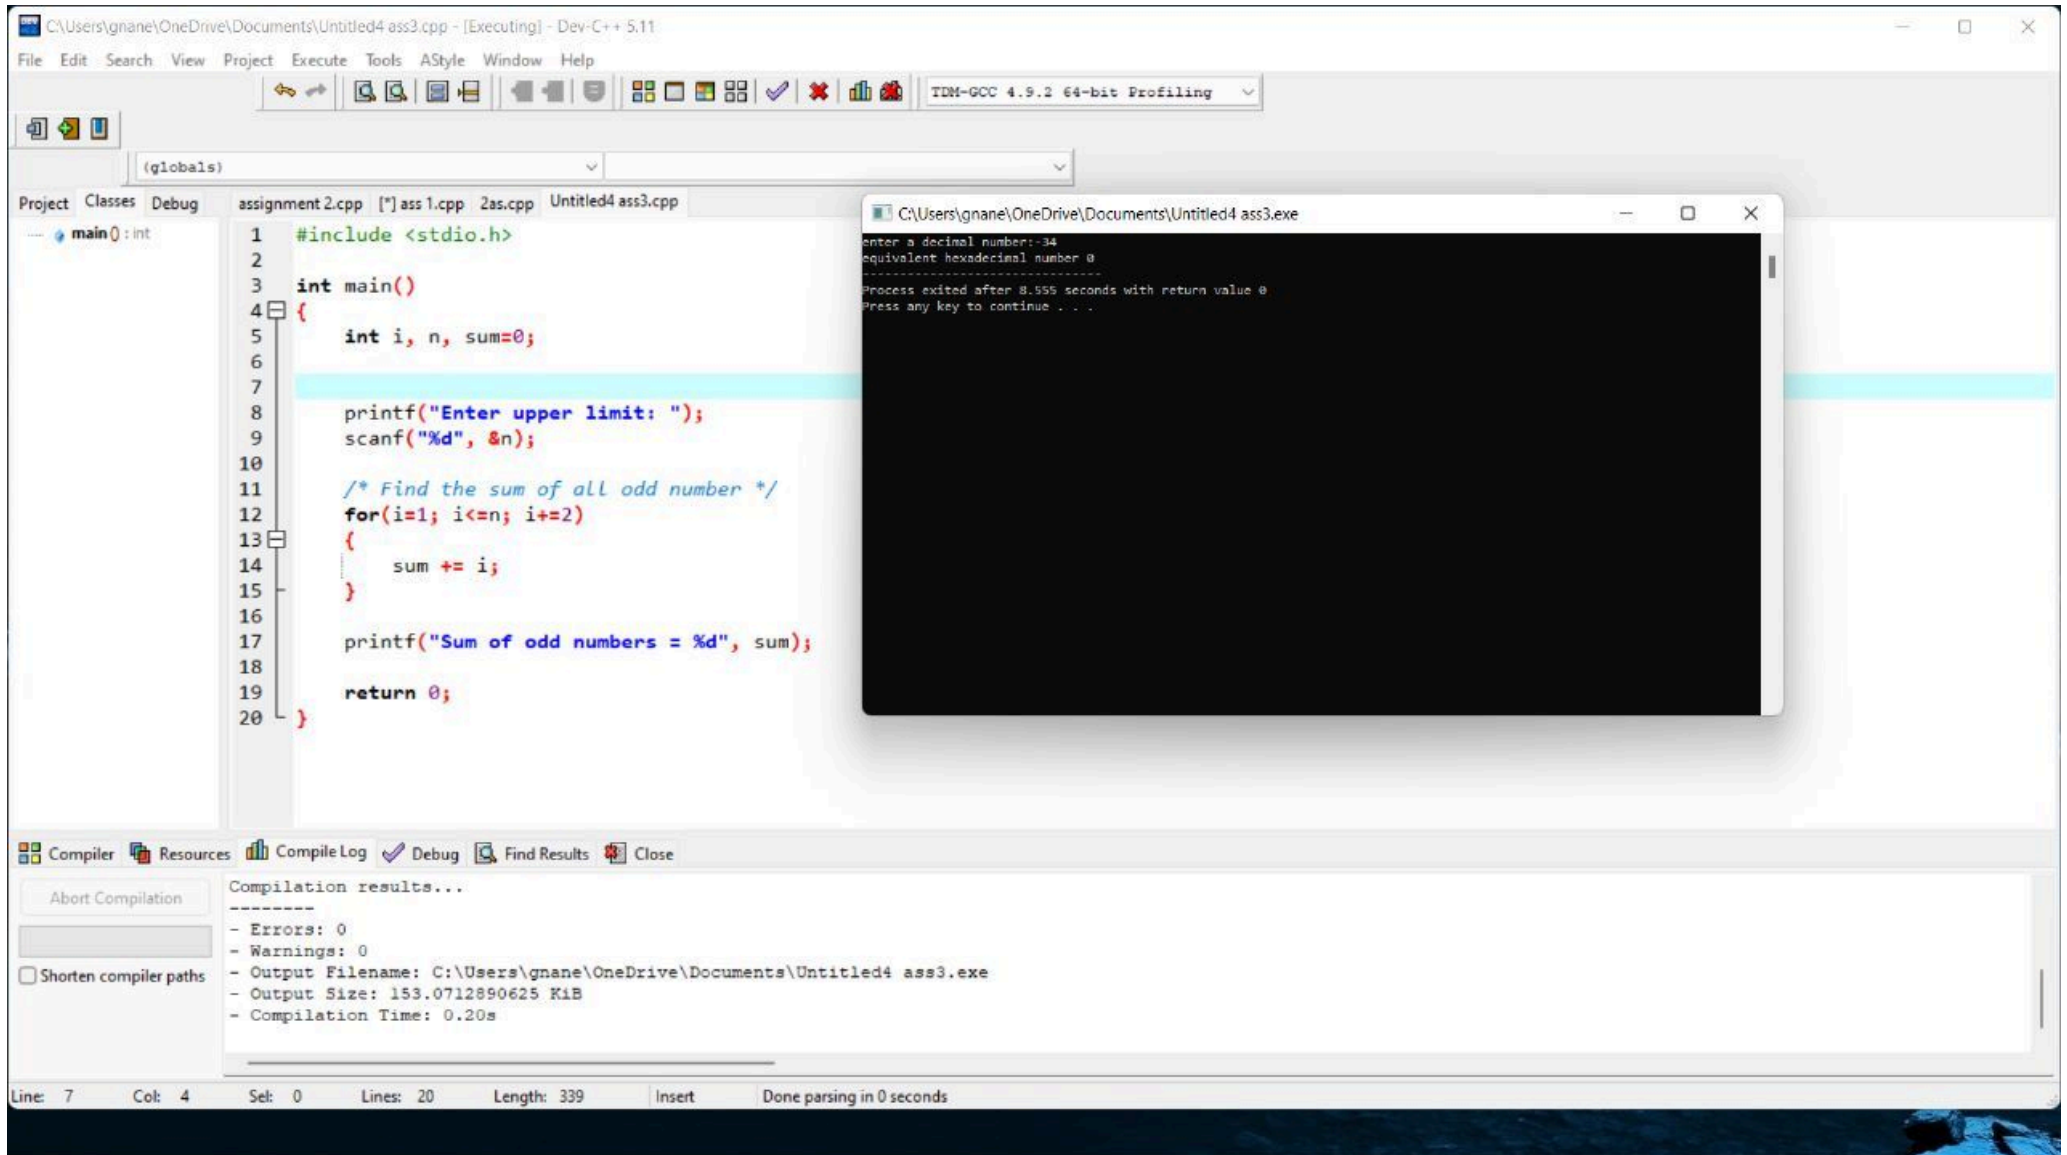 C:\Users\gnane\OneDrive\Documents\Untitled4 ass3.cpp - [Executing] - Dev-C++ 5.11
File Edit Search View Project Execute Tools AStyle Window Help
TDM-GCC 4.9.2 64-bit Profiling
(globals)
Project Classes Debug
assignment 2.cpp [*] ass 1.cpp 2as.cpp Untitled4 ass3.cpp
main () : int
1 #include <stdio.h>
2
3 int main()
4 {
5 int i, n, sum=0;
6
7
8 printf("Enter upper limit: ");
9 scanf("%d", &n);
10
11 /* Find the sum of all odd number */
12 for(i=1; i<=n; i+=2)
13 {
14 sum += i;
15 }
16
17 printf("Sum of odd numbers = %d", sum);
18
19 return 0;
20 }
C:\Users\gnane\OneDrive\Documents\Untitled4 ass3.exe
enter a decimal number:-34
equivalent hexadecimal number 0
--------------------------------
Process exited after 8.555 seconds with return value 0
Press any key to continue . . .
Compiler Resources Compile Log Debug Find Results Close
Abort Compilation
Shorten compiler paths
Compilation results...
--------
- Errors: 0
- Warnings: 0
- Output Filename: C:\Users\gnane\OneDrive\Documents\Untitled4 ass3.exe
- Output Size: 153.0712890625 KiB
- Compilation Time: 0.20s
Line: 7 Col: 4 Sel: 0 Lines: 20 Length: 339 Insert Done parsing in 0 seconds